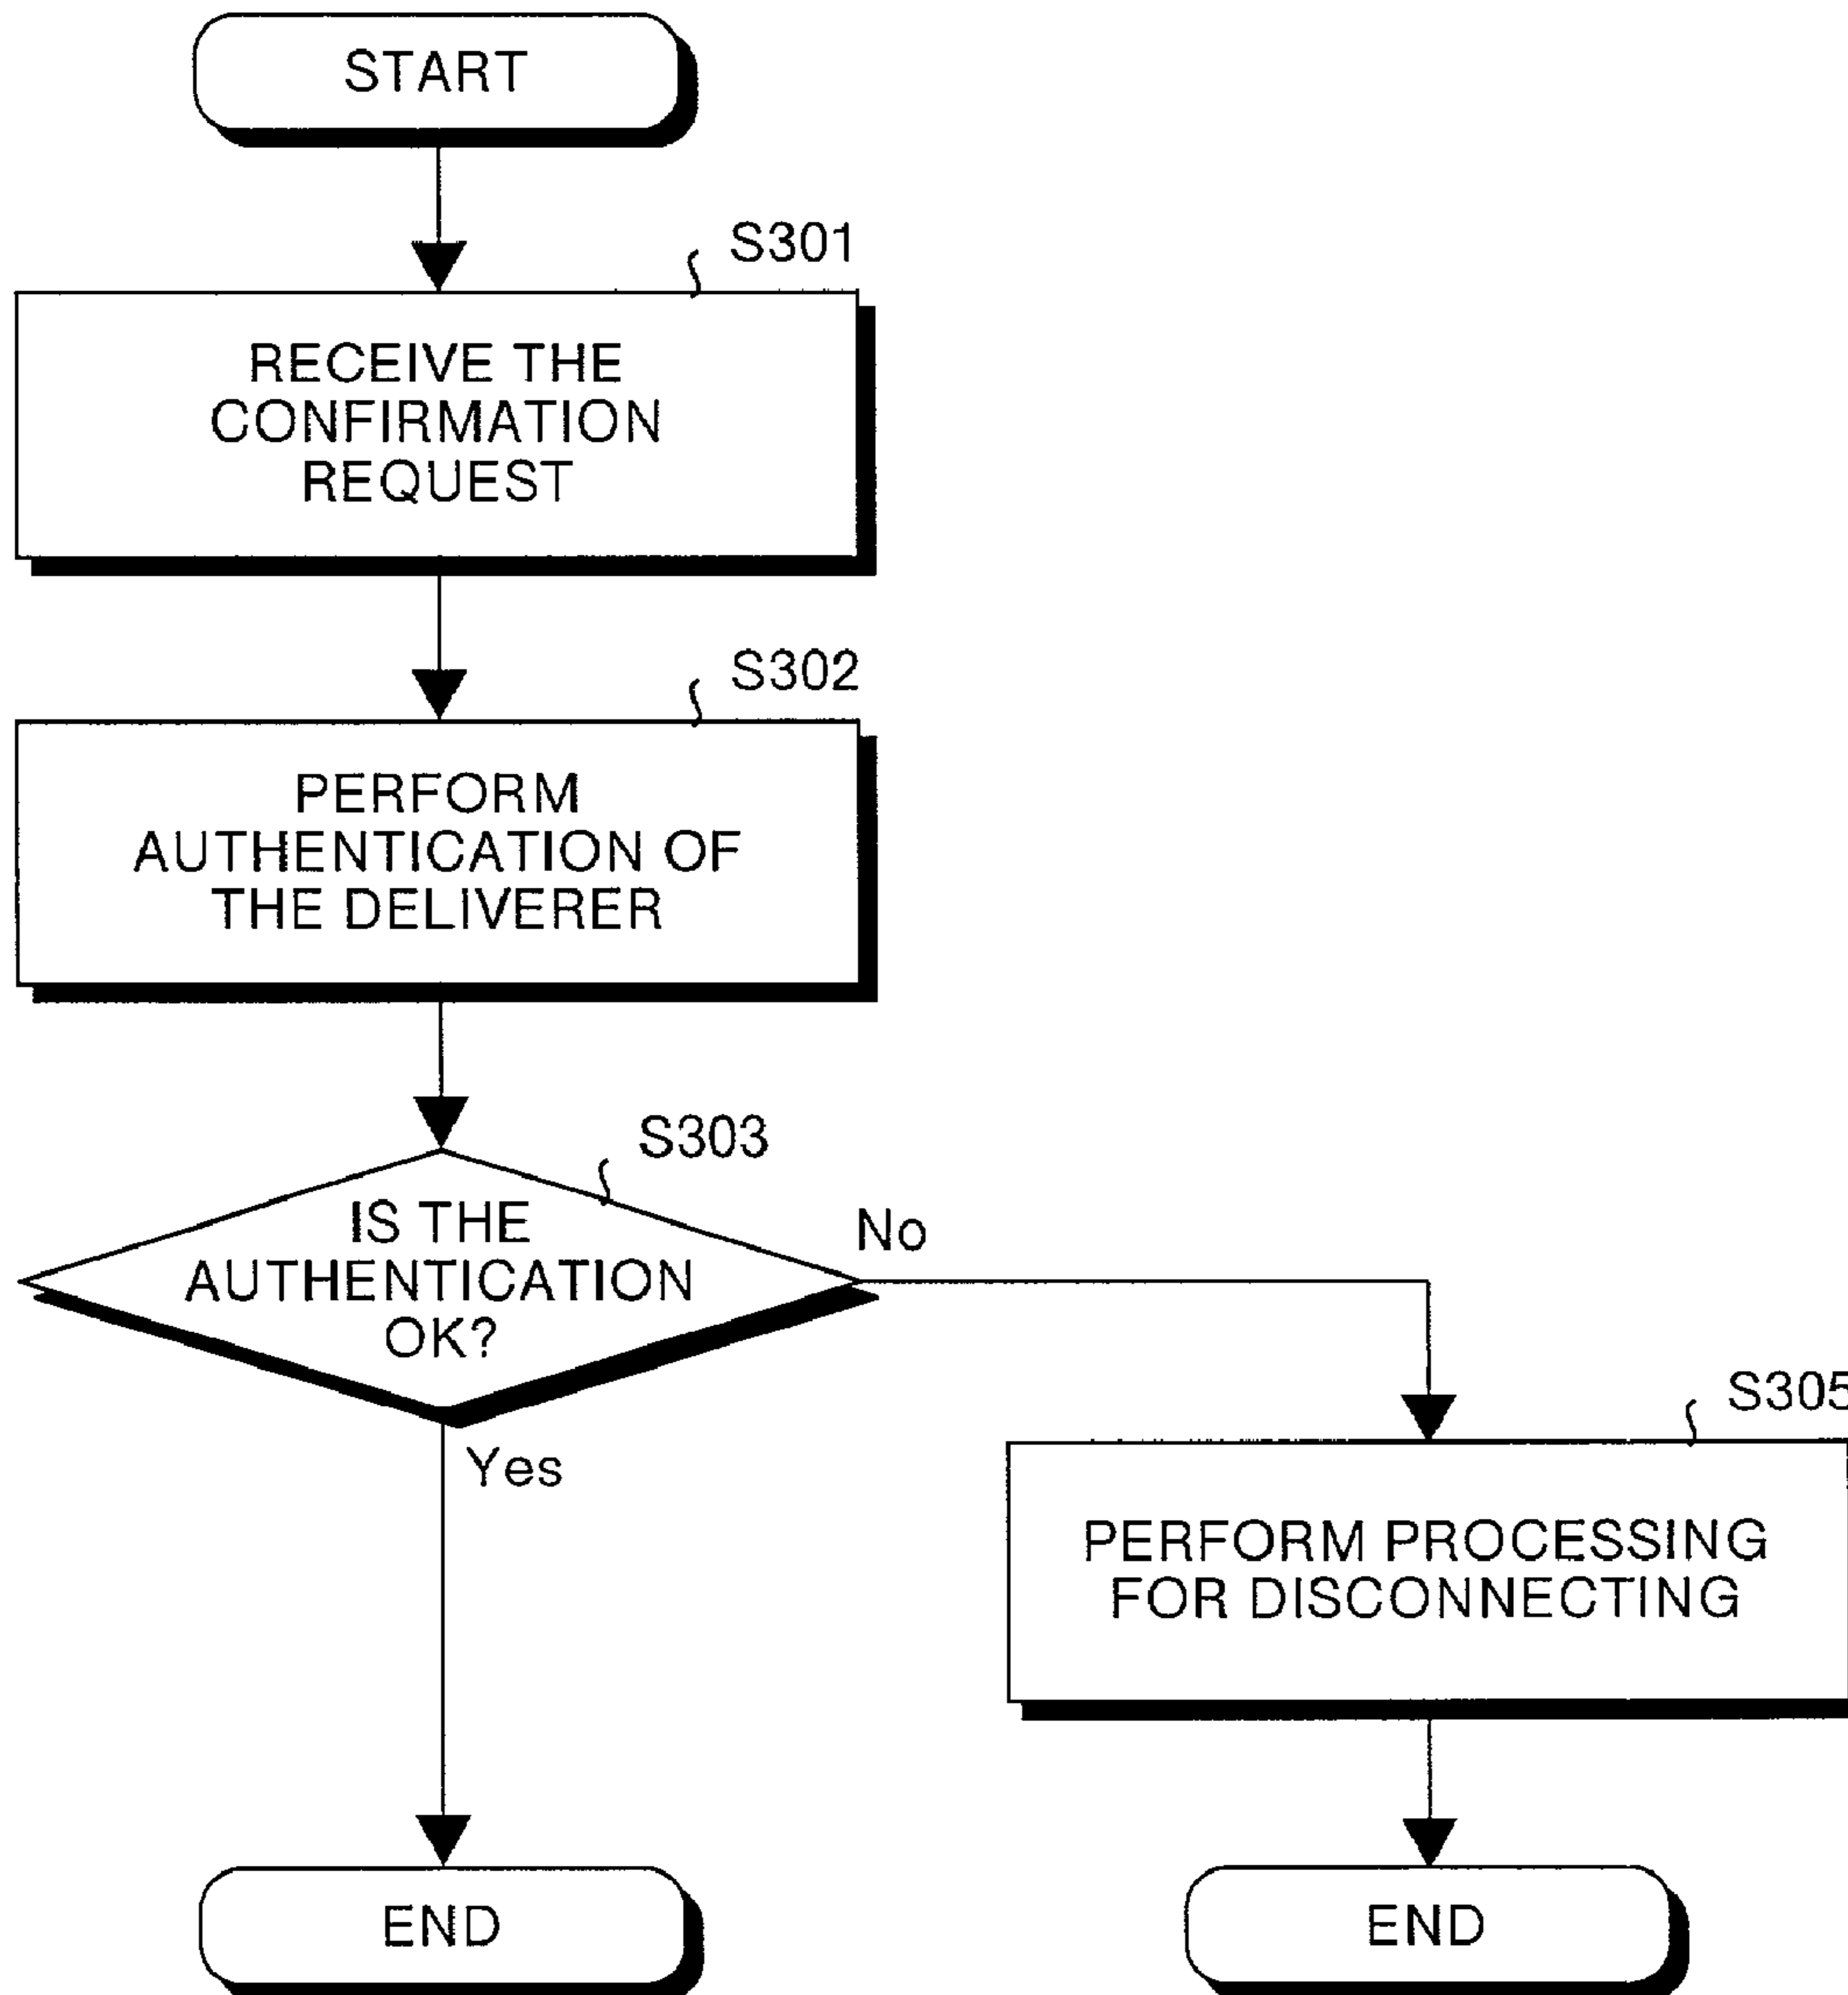 START
S301
RECEIVE THE
CONFIRMATION
REQUEST
S302
PERFORM
AUTHENTICATION OF
THE DELIVERER
S303
IS THE
AUTHENTICATION
OK?
No
Yes
S305
PERFORM PROCESSING
FOR DISCONNECTING
END
END